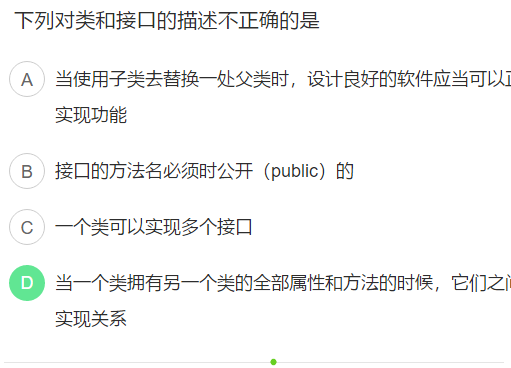 下列对类和接口的描述不正确的是
A 当使用子类去替换一处父类时，设计良好的软件应当可以正
实现功能
B 接口的方法名必须时公开（public）的
C 一个类可以实现多个接口
D 当一个类拥有另一个类的全部属性和方法的时候，它们之
实现关系